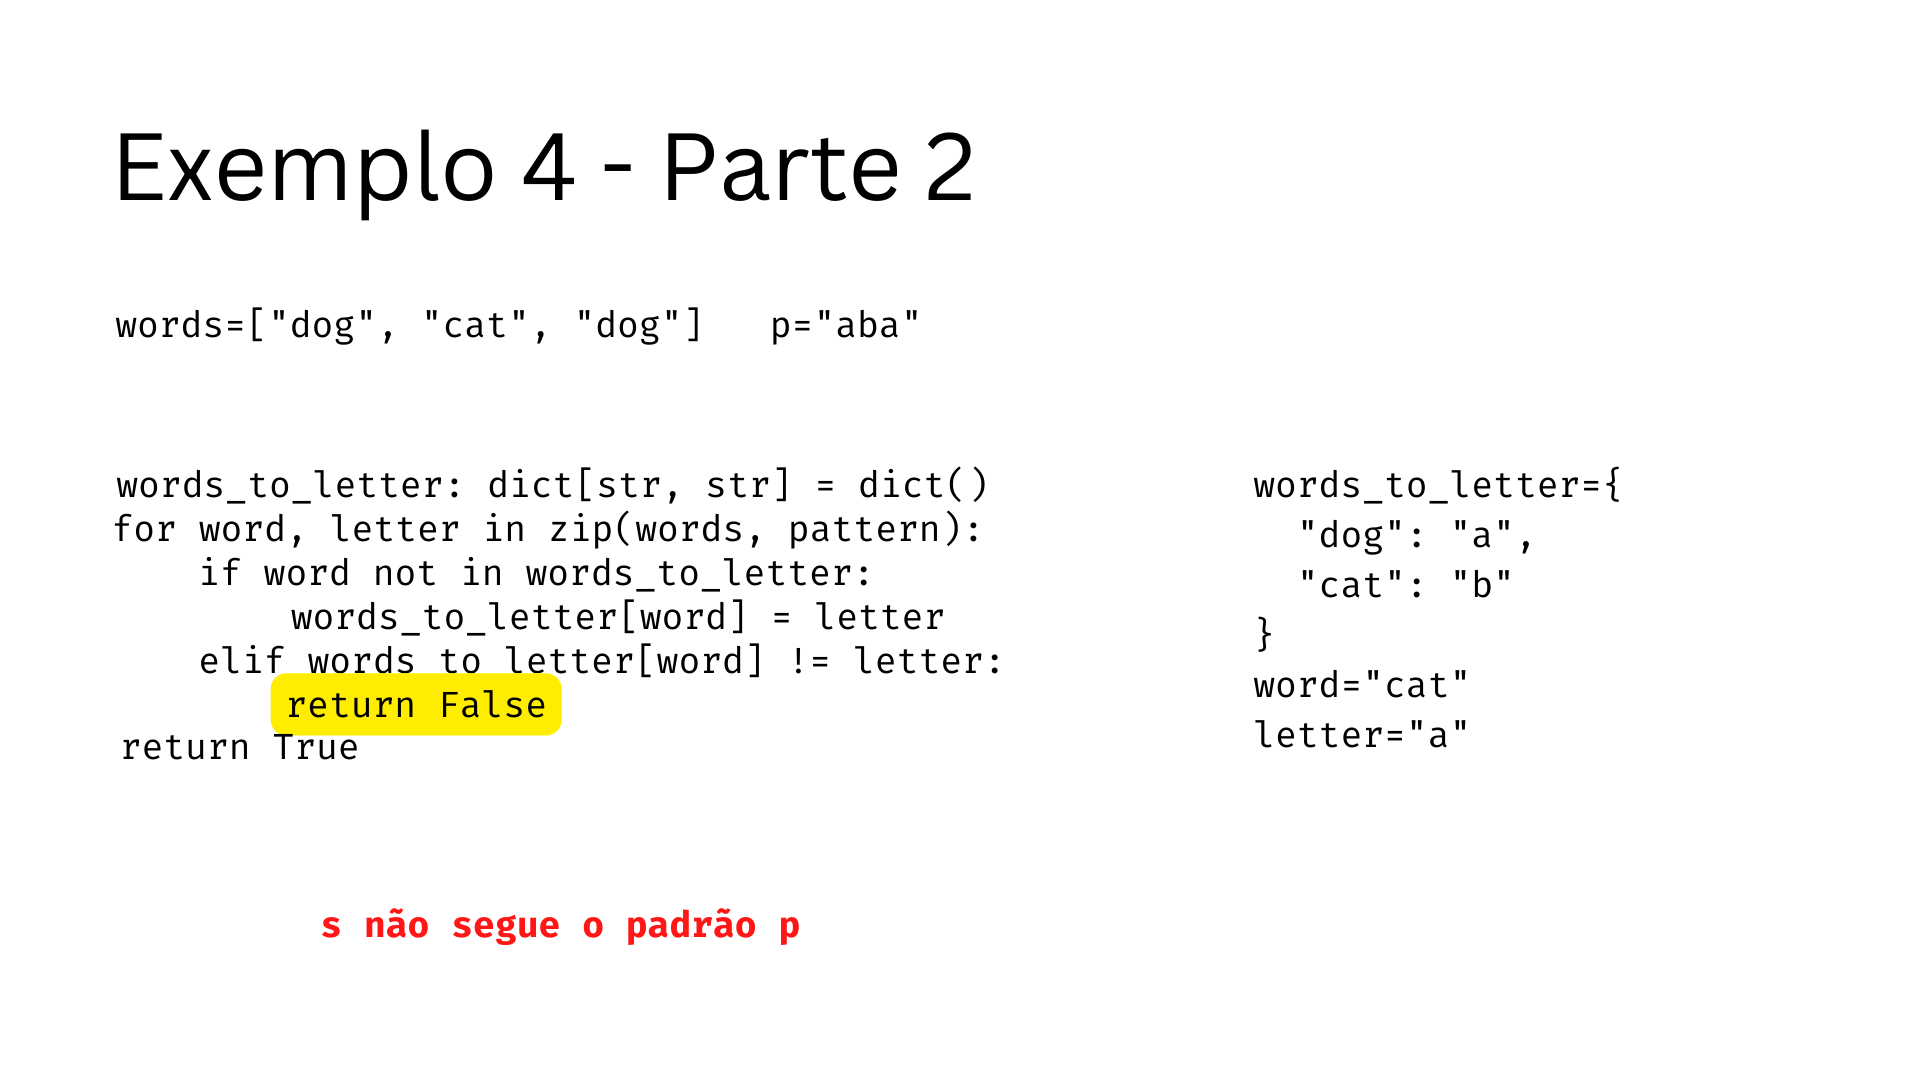 Exemplo 4 - Parte 2
words=["dog", "cat", "dog"]   p="aba"
words_to_letter: dict[str, str] = dict()
for word, letter in zip(words, pattern):
    if word not in words_to_letter:
        words_to_letter[word] = letter
    elif words_to_letter[word] != letter:
        return False
return True
words_to_letter={
  "dog": "a",
  "cat": "b"
}
word="cat"
letter="a"
s não segue o padrão p